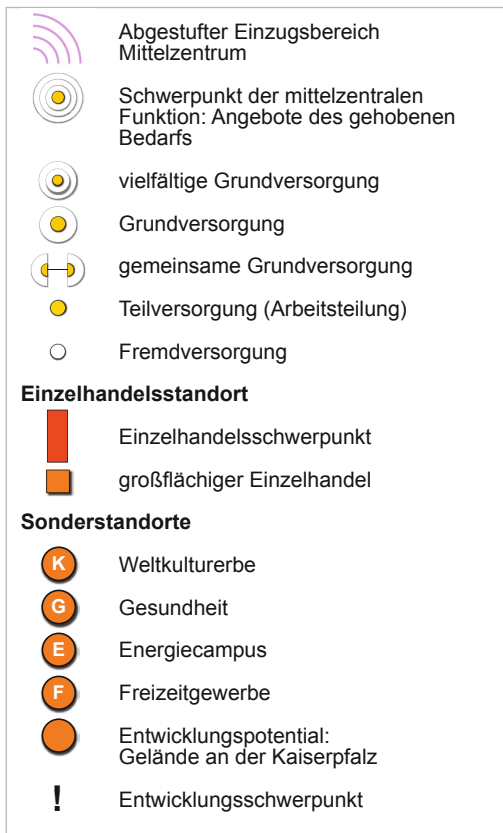 Abgestufter Einzugsbereich
Mittelzentrum
Schwerpunkt der mittelzentralen
Funktion: Angebote des gehobenen
Bedarfs
vielfältige Grundversorgung
Grundversorgung
gemeinsame Grundversorgung
Teilversorgung (Arbeitsteilung)
Fremdversorgung
Einzelhandelsstandort
Einzelhandelsschwerpunkt
großflächiger Einzelhandel
Sonderstandorte
K Weltkulturerbe
G Gesundheit
E Energiecampus
F Freizeitgewerbe
Entwicklungspotential:
Gelände an der Kaiserpfalz
! Entwicklungsschwerpunkt